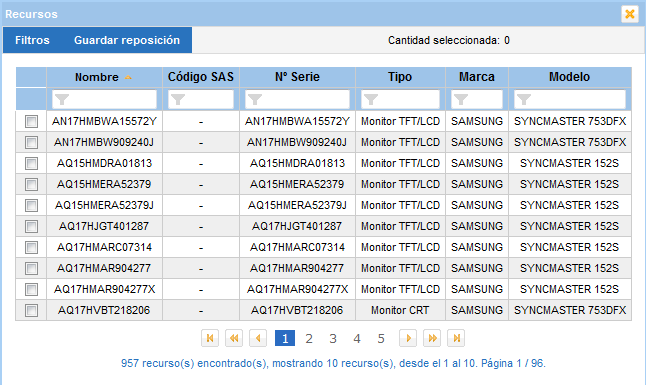 Recursos
Filtros Guardar reposición Cantidad seleccionada: 0
Nombre Código SAS Nº Serie Tipo Marca Modelo
AN17HMBWA15572Y - AN17HMBWA15572Y Monitor TFT/LCD SAMSUNG SYNCMASTER 753DFX
AN17HMBW909240J - AN17HMBW909240J Monitor TFT/LCD SAMSUNG SYNCMASTER 753DFX
AQ15HMDRA01813 - AQ15HMDRA01813 Monitor TFT/LCD SAMSUNG SYNCMASTER 152S
AQ15HMERA52379 - AQ15HMERA52379 Monitor TFT/LCD SAMSUNG SYNCMASTER 152S
AQ15HMERA52379J - AQ15HMERA52379J Monitor TFT/LCD SAMSUNG SYNCMASTER 152S
AQ17HJGT401287 - AQ17HJGT401287 Monitor TFT/LCD SAMSUNG SYNCMASTER 152S
AQ17HMARC07314 - AQ17HMARC07314 Monitor TFT/LCD SAMSUNG SYNCMASTER 152S
AQ17HMAR904277 - AQ17HMAR904277 Monitor TFT/LCD SAMSUNG SYNCMASTER 152S
AQ17HMAR904277X - AQ17HMAR904277X Monitor TFT/LCD SAMSUNG SYNCMASTER 152S
AQ17HVBT218206 - AQ17HVBT218206 Monitor CRT SAMSUNG SYNCMASTER 753DFX
1 2 3 4 5
957 recurso(s) encontrado(s), mostrando 10 recurso(s), desde el 1 al 10. Página 1 / 96.